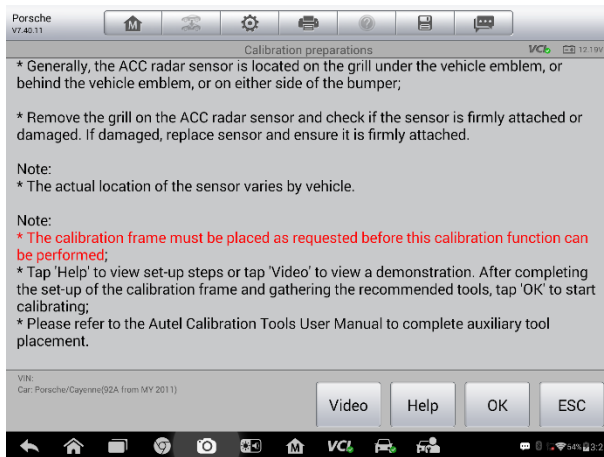 Porsche
V7.40.11
Calibration preparations
VCI 12.19V
* Generally, the ACC radar sensor is located on the grill under the vehicle emblem, or
behind the vehicle emblem, or on either side of the bumper;
* Remove the grill on the ACC radar sensor and check if the sensor is firmly attached or
damaged. If damaged, replace sensor and ensure it is firmly attached.
Note:
* The actual location of the sensor varies by vehicle.
Note:
* The calibration frame must be placed as requested before this calibration function can
be performed;
* Tap 'Help' to view set-up steps or tap 'Video' to view a demonstration. After completing
the set-up of the calibration frame and gathering the recommended tools, tap 'OK' to start
calibrating;
* Please refer to the Autel Calibration Tools User Manual to complete auxiliary tool
placement.
VIN:
Car: Porsche/Cayenne(92A from MY 2011)
Video Help OK ESC
M VCI 54%